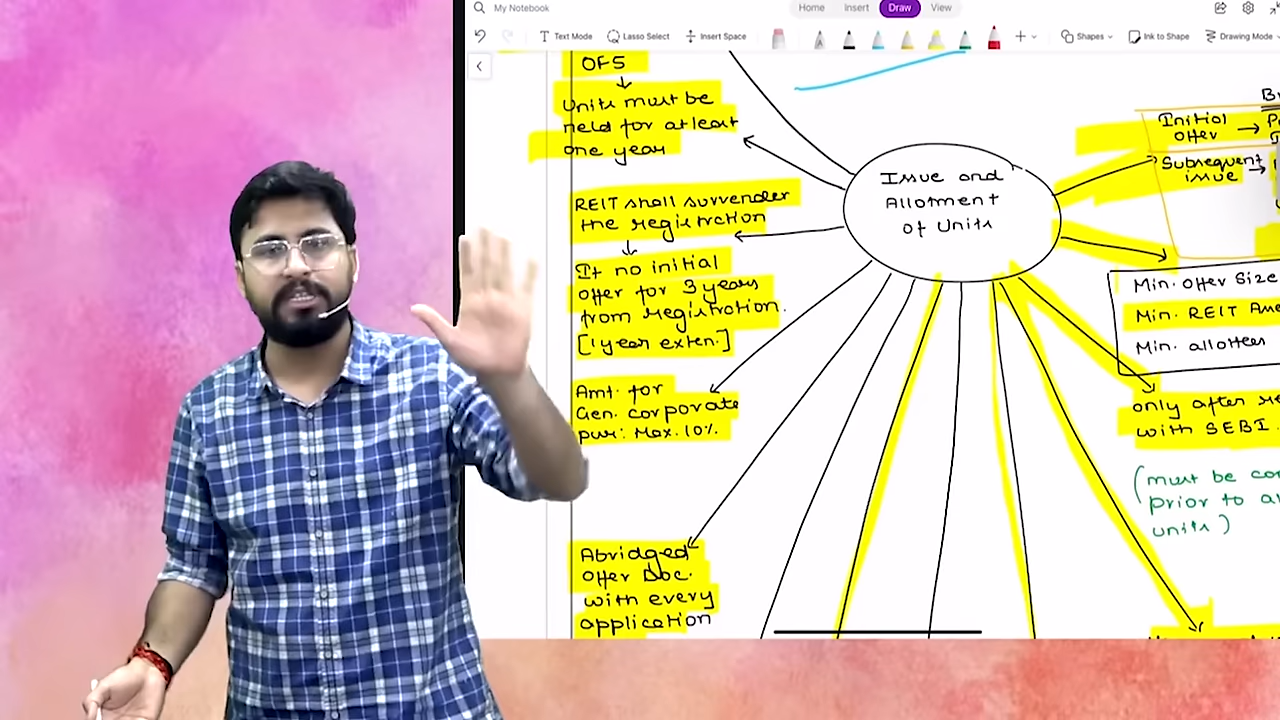 My Notebook
Home Insert Draw View
Text Mode Lasso Select Insert Space Shapes Ink to Shape Drawing Mode
OFS
Units must be
held for atleast
one year
REIT shall surrender
the registration
If no initial
offer for 3 years
from registration.
[1 year exten.]
Amt. for
Gen. corporate
pur: Max. 10%
Abridged
offer Doc.
with every
application
Issue and
Allotment
of Units
Initial
offer
Subsequent
issue
Min. offer Size
Min. REIT
Min. allottees
only after
with SEBI.
(must be
prior to
units)